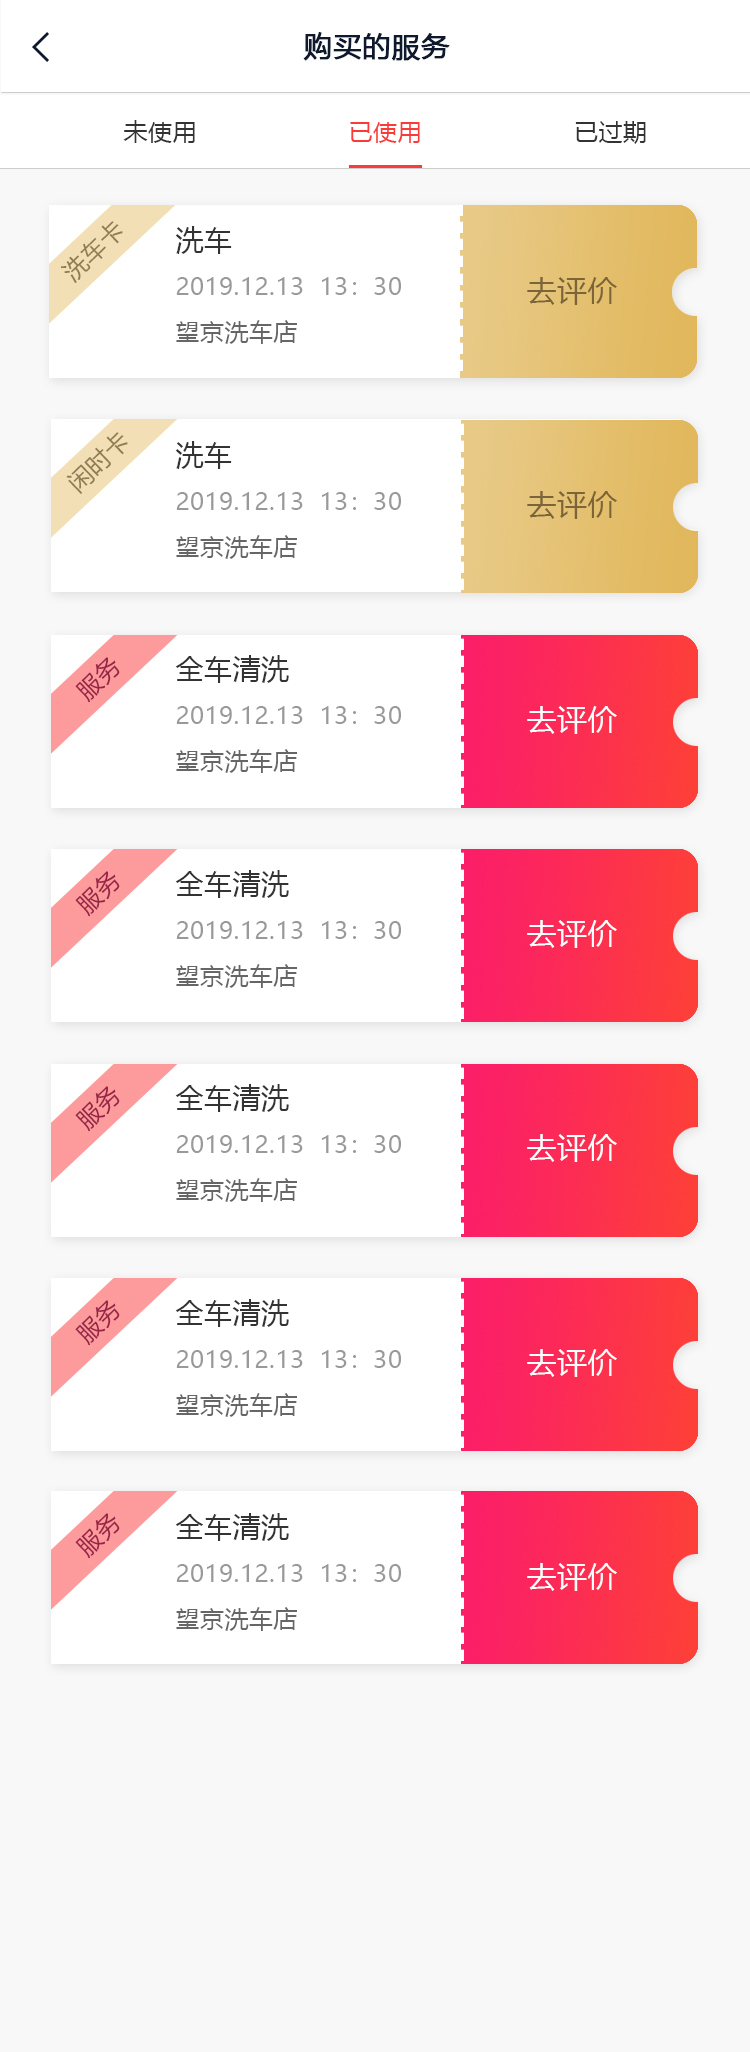 购买的服务
未使用 已使用 已过期
洗车卡
洗车
2019.12.13 13：30
望京洗车店
去评价
闲时卡
洗车
2019.12.13 13：30
望京洗车店
去评价
服务
全车清洗
2019.12.13 13：30
望京洗车店
去评价
服务
全车清洗
2019.12.13 13：30
望京洗车店
去评价
服务
全车清洗
2019.12.13 13：30
望京洗车店
去评价
服务
全车清洗
2019.12.13 13：30
望京洗车店
去评价
服务
全车清洗
2019.12.13 13：30
望京洗车店
去评价